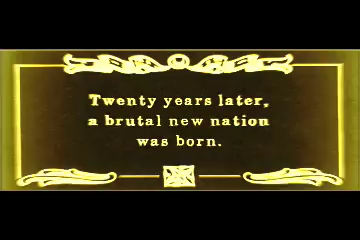 Twenty years later,
a brutal new nation
was born.